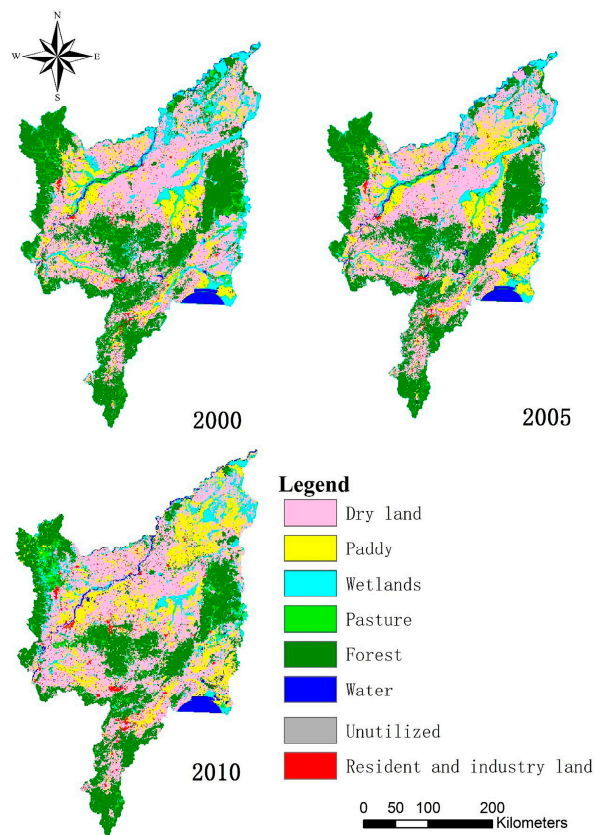 N
W E
S
2000
2005
2010
Legend
Dry land
Paddy
Wetlands
Pasture
Forest
Water
Unutilized
Resident and industry land
0 50 100 200
Kilometers